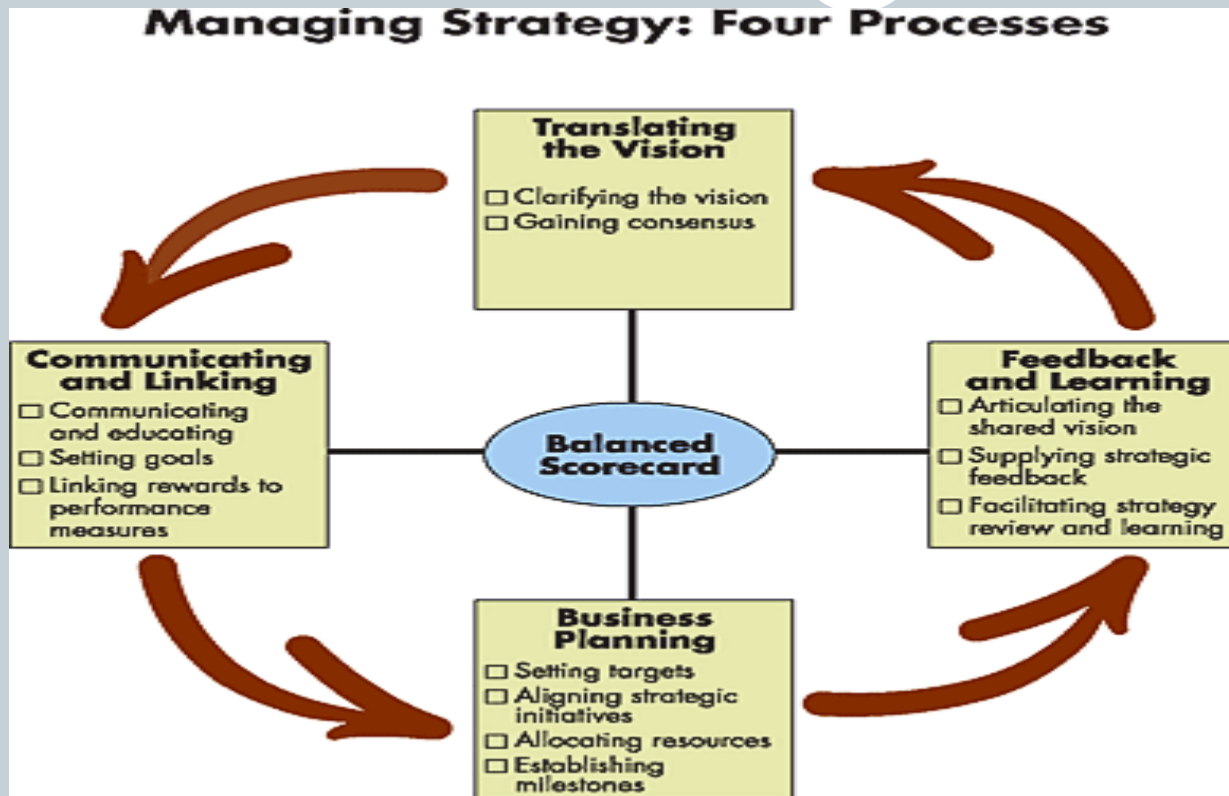 Managing Strategy: Four Processes
Translating
the Vision
□ Clarifying the vision
□ Gaining consensus
Communicating
and Linking
□ Communicating
and educating
□ Setting goals
□ Linking rewards to
performance
measures
Balanced
Scorecard
Feedback
and Learning
□ Articulating the
shared vision
□ Supplying strategic
feedback
□ Facilitating strategy
review and learning
Business
Planning
□ Setting targets
□ Aligning strategic
initiatives
□ Allocating resources
□ Establishing
milestones